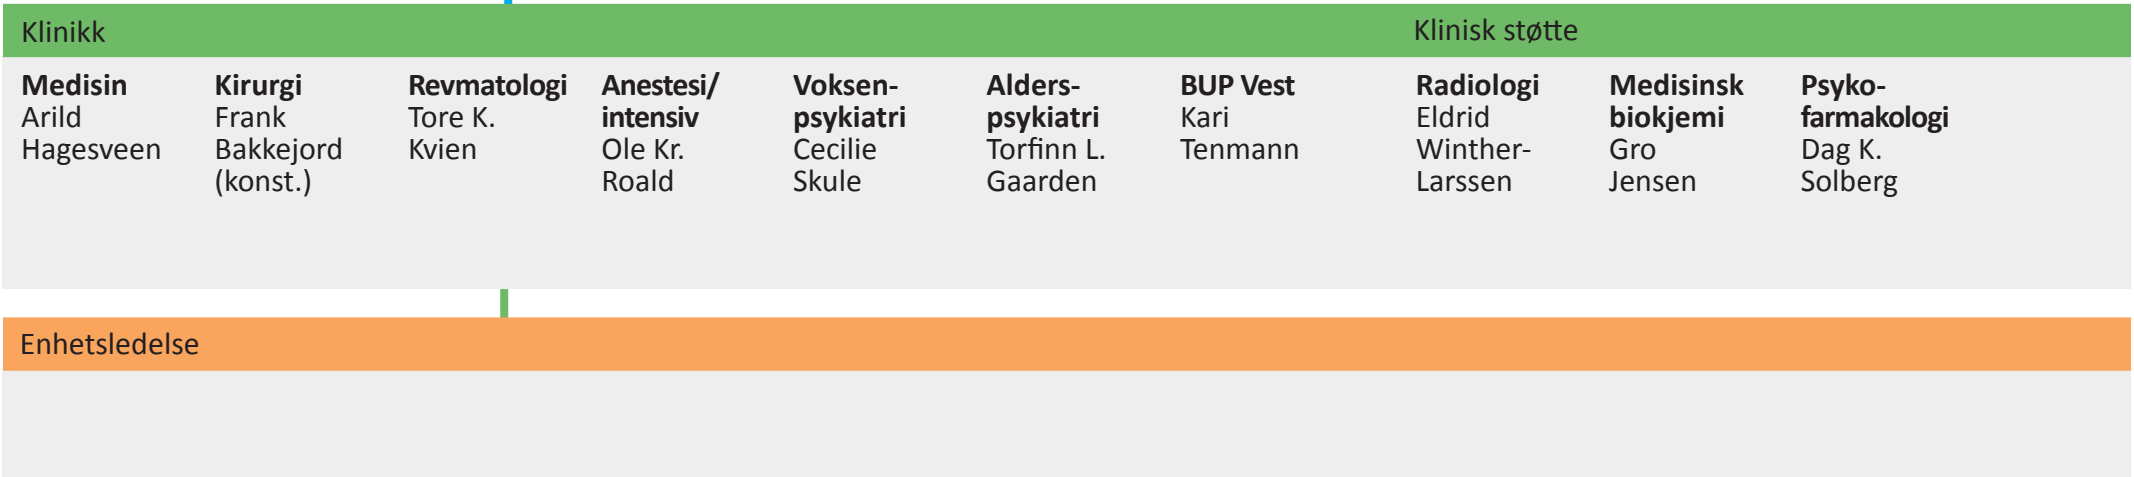 Klinikk
Klinisk støtte
Medisin
Arild
Hagesveen
Kirurgi
Frank
Bakkejord
(konst.)
Revmatologi
Tore K.
Kvien
Anestesi/
intensiv
Ole Kr.
Roald
Voksen-
psykiatri
Cecilie
Skule
Alders-
psykiatri
Torfinn L.
Gaarden
BUP Vest
Kari
Tenmann
Radiologi
Eldrid
Winther-
Larssen
Medisinsk
biokjemi
Gro
Jensen
Psyko-
farmakologi
Dag K.
Solberg
Enhetsledelse